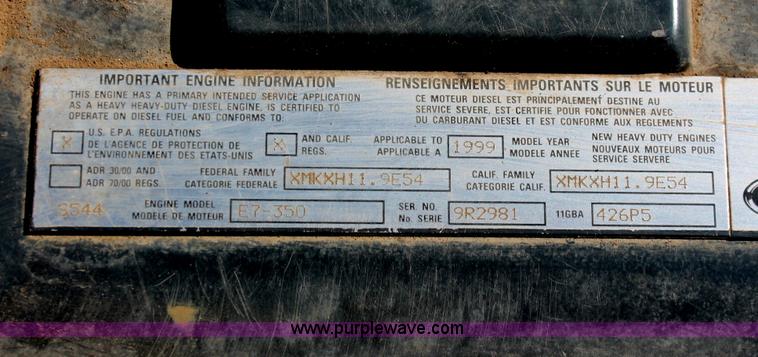 IMPORTANT ENGINE INFORMATION
THIS ENGINE HAS A PRIMARY INTENDED SERVICE APPLICATION
AS A HEAVY HEAVY-DUTY DIESEL ENGINE, IS CERTIFIED TO
OPERATE ON DIESEL FUEL AND CONFORMS TO:
RENSEIGNEMENTS IMPORTANTS SUR LE MOTEUR
CE MOTEUR DIESEL EST PRINCIPALEMENT DESTINE AU
SERVICE SEVERE, EST CERTIFIE POUR FONCTIONNER AVEC
DU CARBURANT DIESEL ET EST CONFORME AUX REGLEMENTS
X U.S. E.P.A. REGULATIONS
DE L'AGENCE DE PROTECTION DE
L'ENVIRONNEMENT DES ETATS-UNIS
X AND CALIF.
REGS.
APPLICABLE TO
APPLICABLE A
1999
MODEL YEAR
MODELE ANNEE
NEW HEAVY DUTY ENGINES
NOUVEAUX MOTEURS POUR
SERVICE SERVERE
ADR 30/00 AND
ADR 70/00 REGS.
FEDERAL FAMILY
CATEGORIE FEDERALE
XMKXH11.9E54
CALIF. FAMILY
CATEGORIE CALIF.
XMKXH11.9E54
S544
ENGINE MODEL
MODELE DE MOTEUR
E7-350
SER. NO.
No. SERIE
9R2981
11GBA
426P5
www.purplewave.com